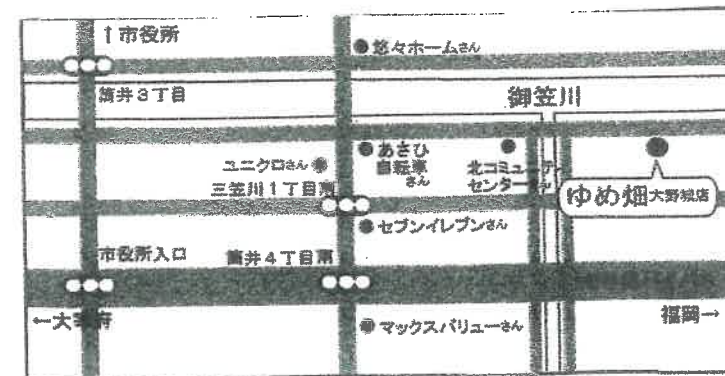 ↑市役所
悠々ホームさん
筒井3丁目
御笠川
あさひ
自転車
さん
北コミュニティ
センター
ユニクロさん
三笠川1丁目南
ゆめ畑大野城店
セブンイレブンさん
市役所入口
筒井4丁目南
←大宰府
マックスバリューさん
福岡→